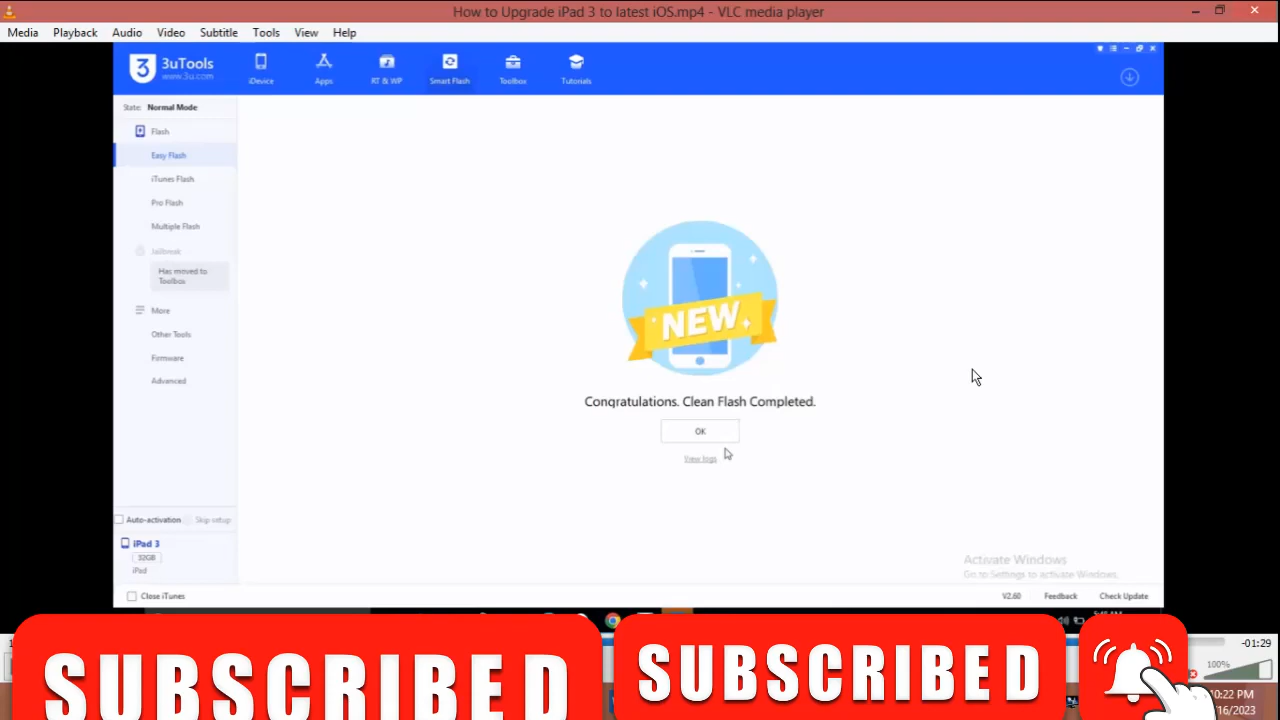 How to Upgrade iPad 3 to latest iOS.mp4 - VLC media player
Media Playback Audio Video Subtitle Tools View Help
3 3uTools
www.3u.com
iDevice Apps RT & WP Smart Flash Toolbox Tutorials
State: Normal Mode
Flash
Easy Flash
iTunes Flash
Pro Flash
Multiple Flash
Jailbreak
Has moved to
Toolbox
More
Other Tools
Firmware
Advanced
NEW
Congratulations. Clean Flash Completed.
OK
View logs
Auto-activation Skip setup
iPad 3
32GB
iPad
Activate Windows
Go to Settings to activate Windows.
Close iTunes
V2.60 Feedback Check Update
-01:29
SUBSCRIBED SUBSCRIBED
100%
10:22 PM
16/2023